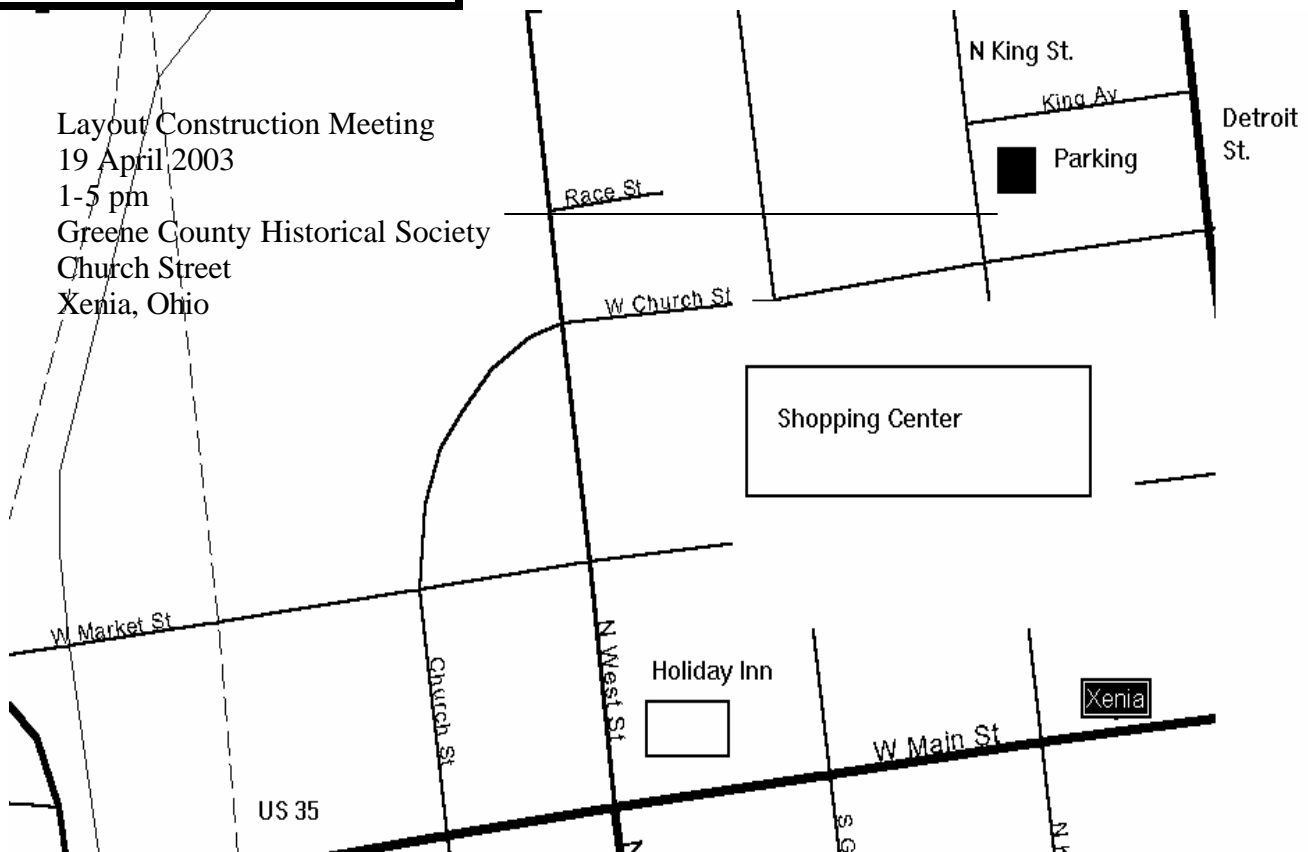 N King St.
King Av
Detroit
St.
Parking
Layout Construction Meeting
19 April 2003
1-5 pm
Greene County Historical Society
Church Street
Xenia, Ohio
Race St
W Church St
Shopping Center
W Market St
Church St
N West St
Holiday Inn
Xenia
W Main St
US 35
N
S G
N